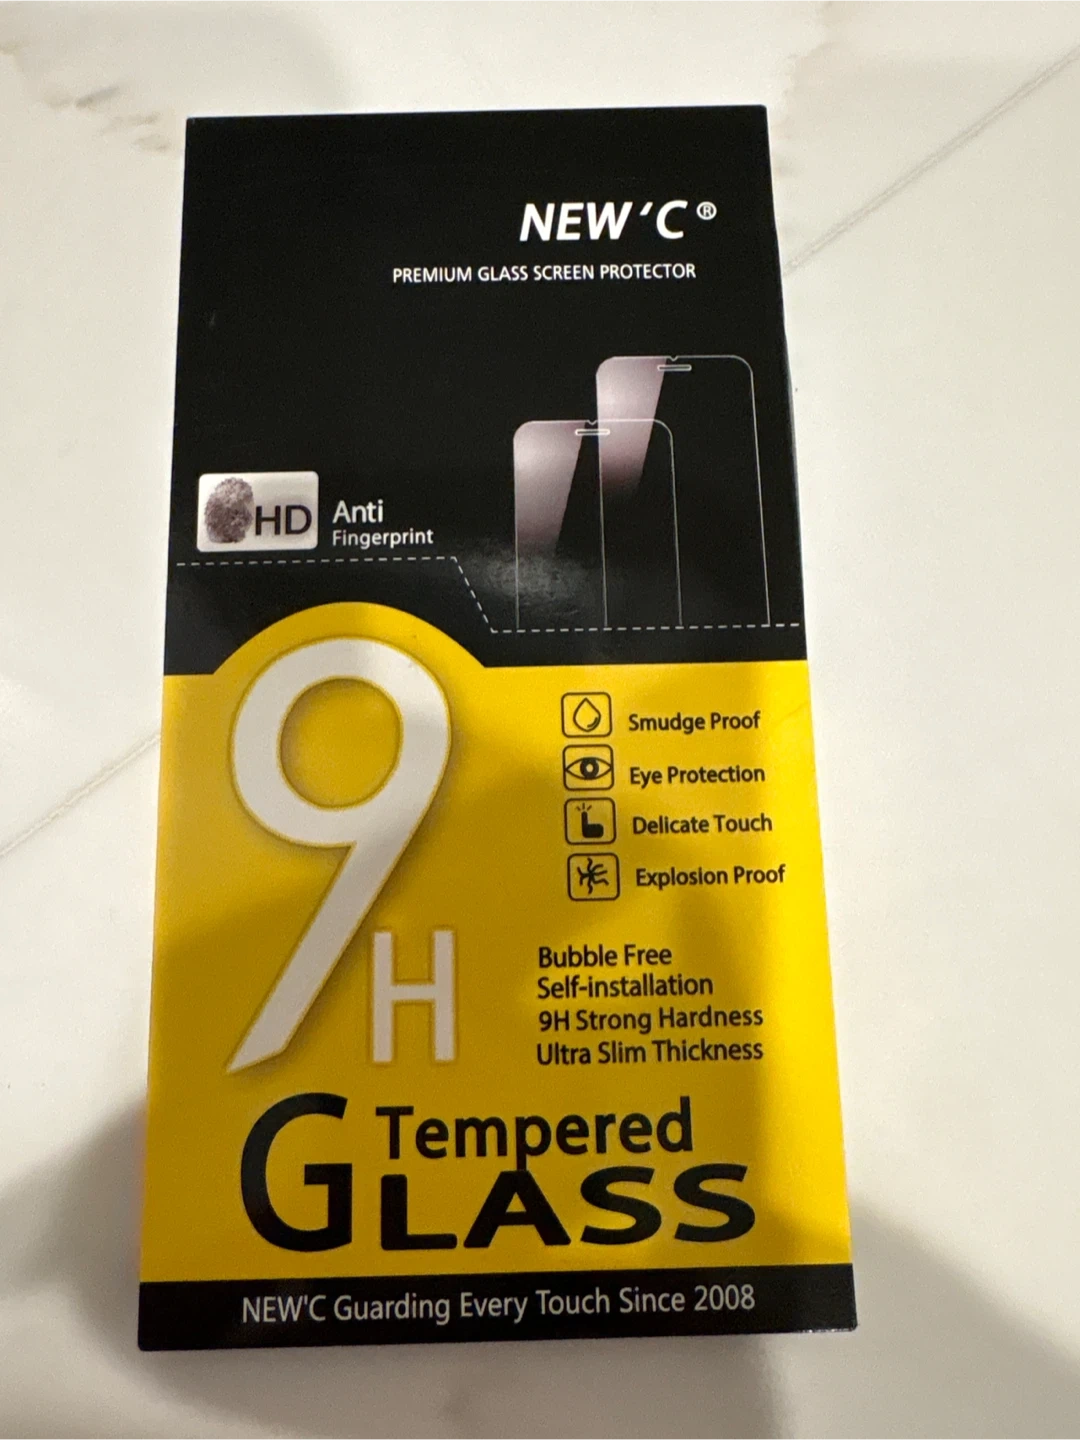 NEW'C®
PREMIUM GLASS SCREEN PROTECTOR
HD
Anti
Fingerprint
9H
Smudge Proof
Eye Protection
Delicate Touch
Explosion Proof
Bubble Free
Self-installation
9H Strong Hardness
Ultra Slim Thickness
Tempered
GLASS
NEW'C Guarding Every Touch Since 2008